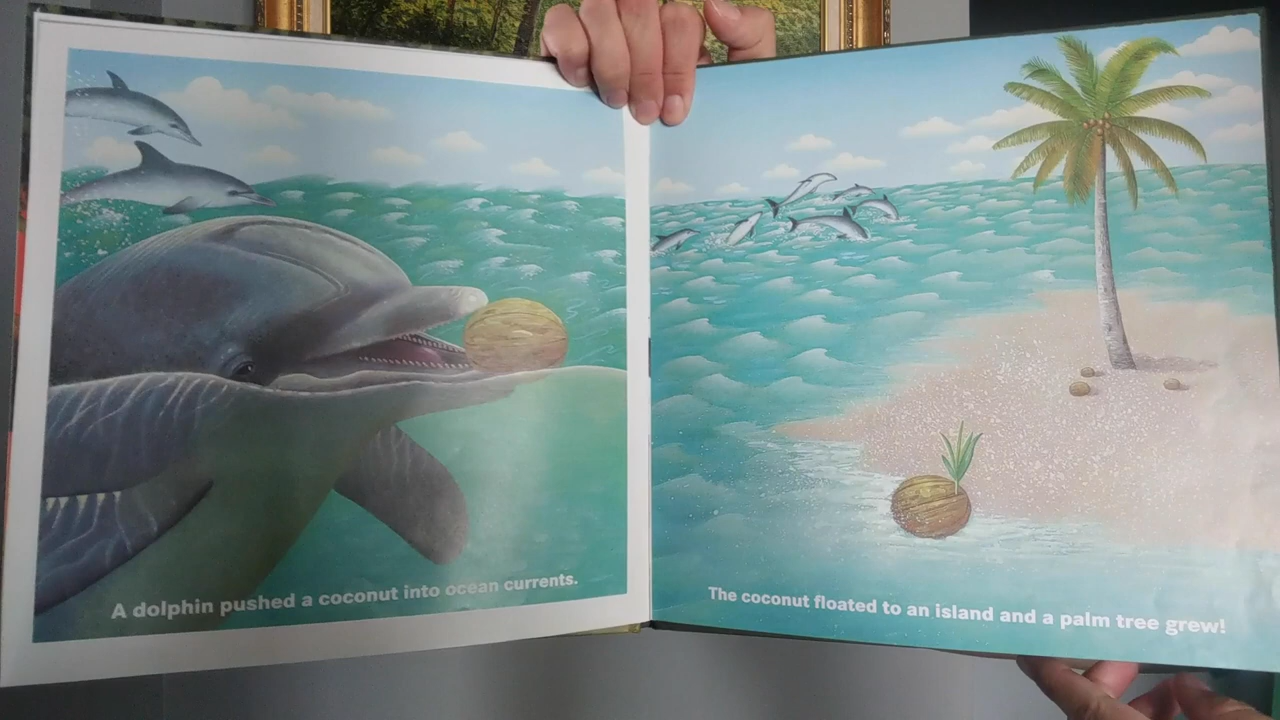 A dolphin pushed a coconut into ocean currents.
The coconut floated to an island and a palm tree grew!